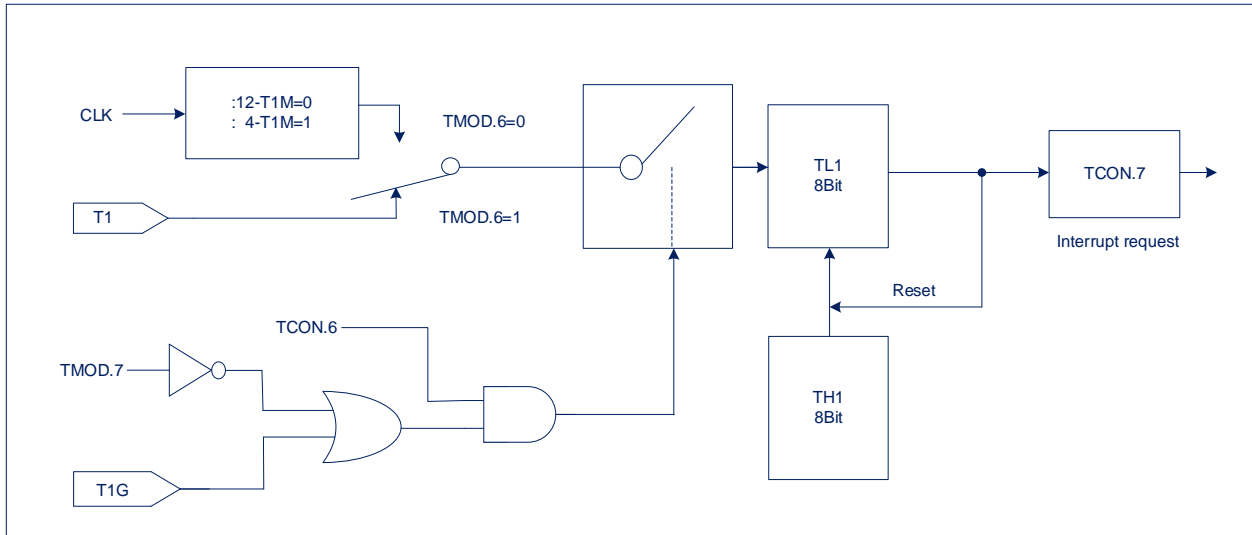 :12-T1M=0
:  4-T1M=1
CLK
TMOD.6=0
T1
TMOD.6=1
TL1
8Bit
TCON.7
Interrupt request
Reset
TCON.6
TMOD.7
TH1
8Bit
T1G